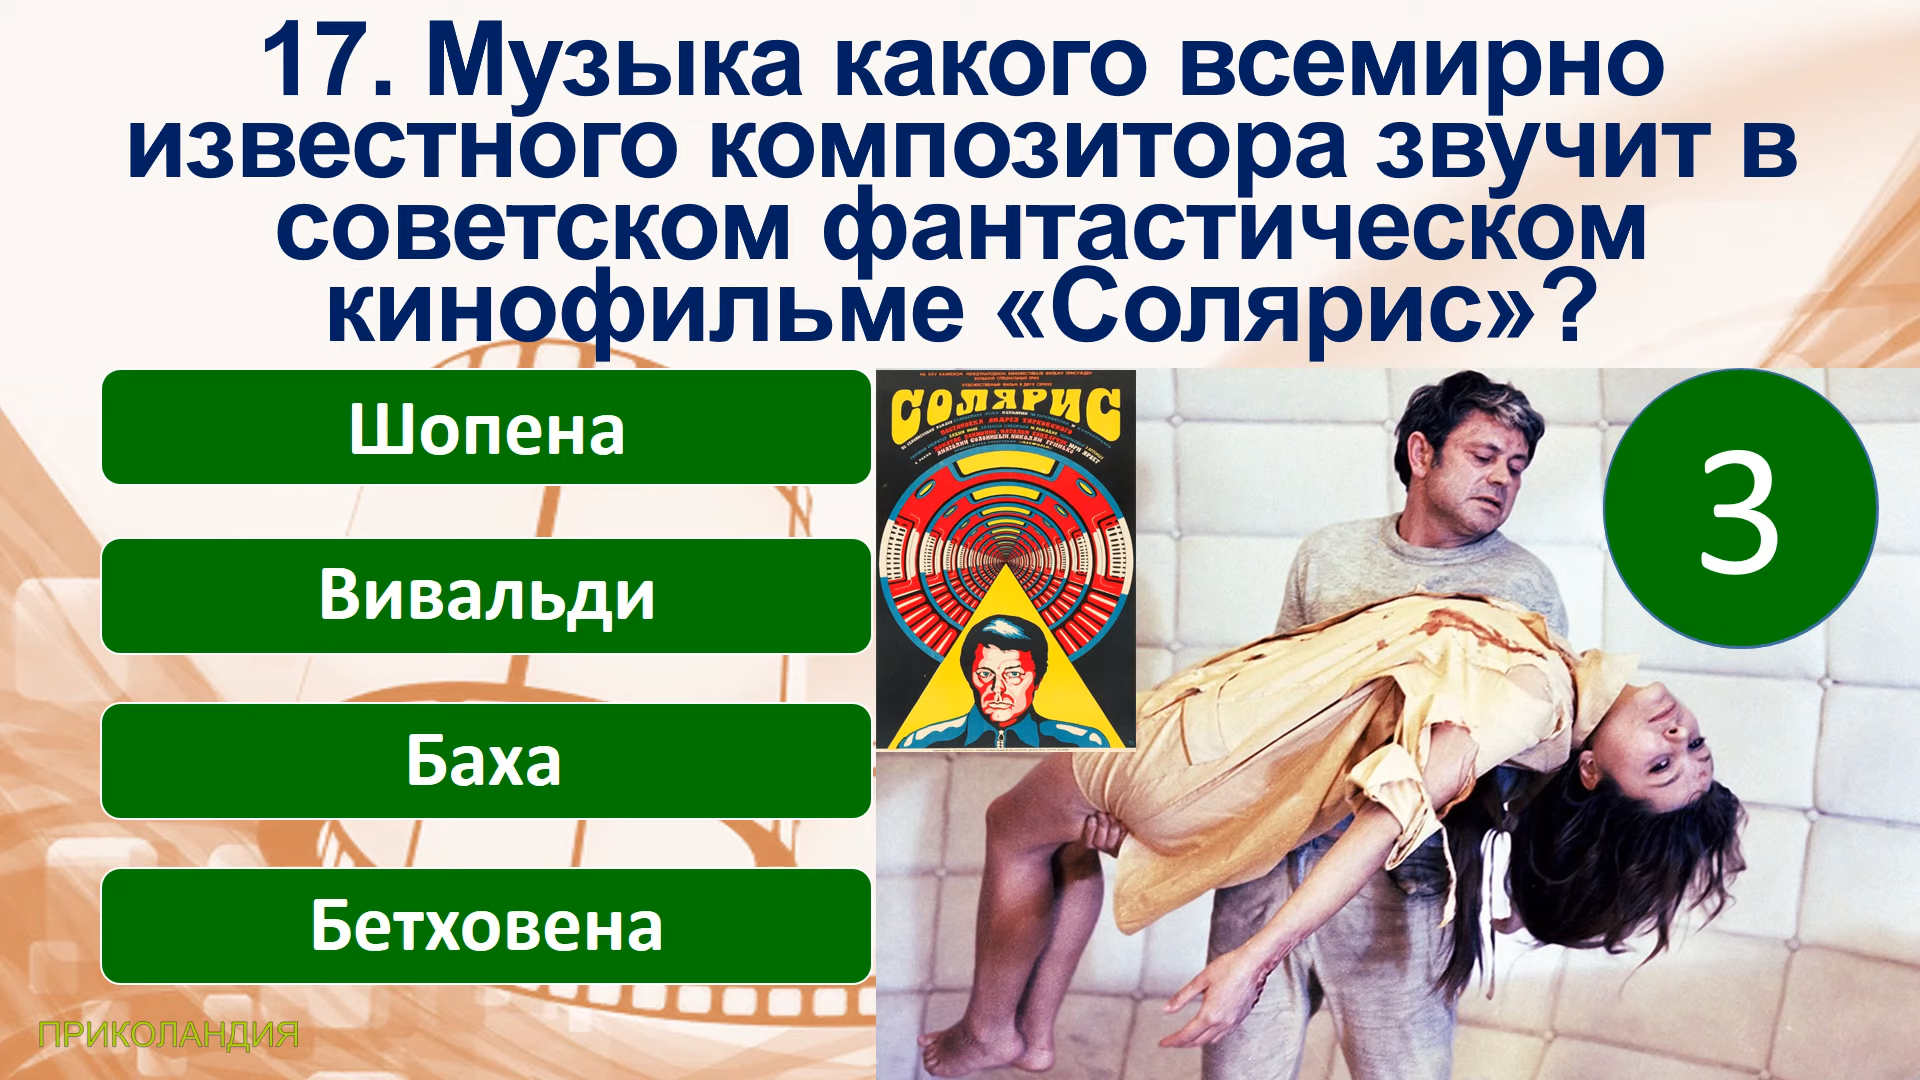 17. Музыка какого всемирно
известного композитора звучит в
советском фантастическом
кинофильме «Солярис»?
Шопена
Вивальди
Баха
Бетховена
СОЛЯРИС
3
ПРИКОЛАНДИЯ